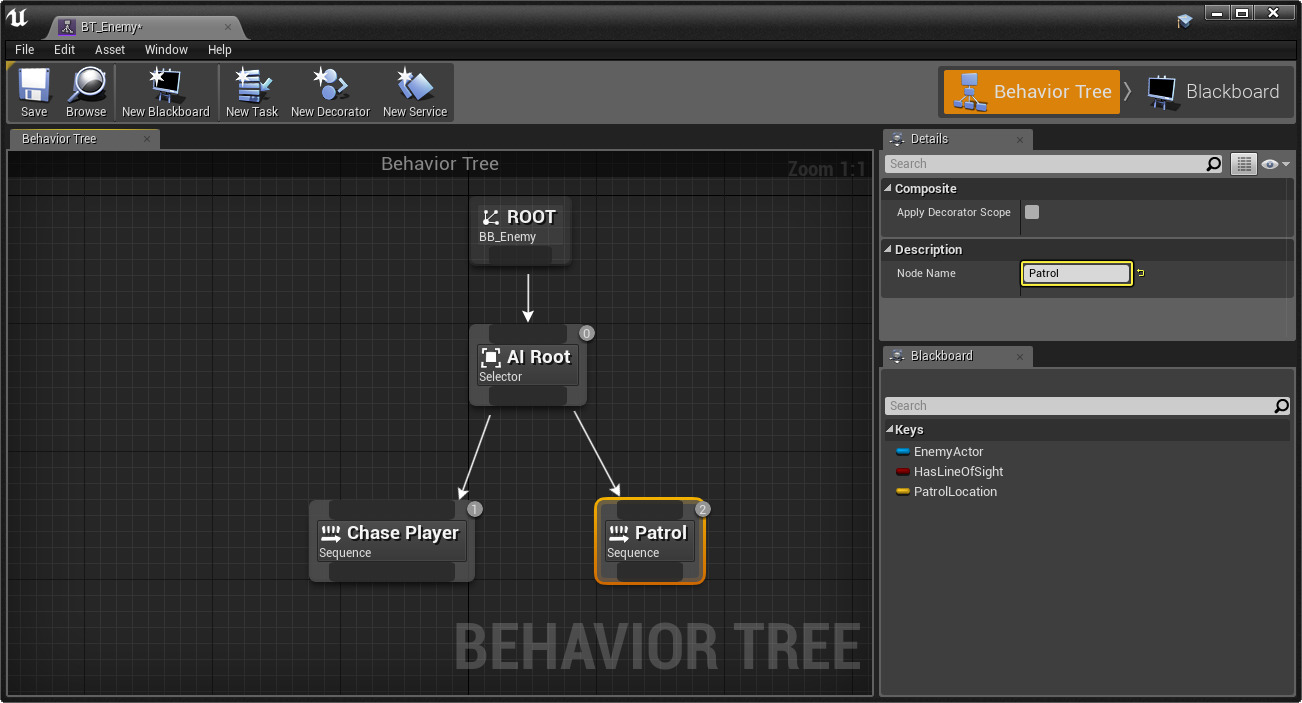 BT_Enemy*
File Edit Asset Window Help
Save Browse New Blackboard New Task New Decorator New Service
Behavior Tree Blackboard
Behavior Tree
Behavior Tree
Zoom 1:1
ROOT
BB_Enemy
0
AI Root
Selector
1
Chase Player
Sequence
2
Patrol
Sequence
BEHAVIOR TREE
Details
Search
Composite
Apply Decorator Scope
Description
Node Name Patrol
Blackboard
Search
Keys
EnemyActor
HasLineOfSight
PatrolLocation